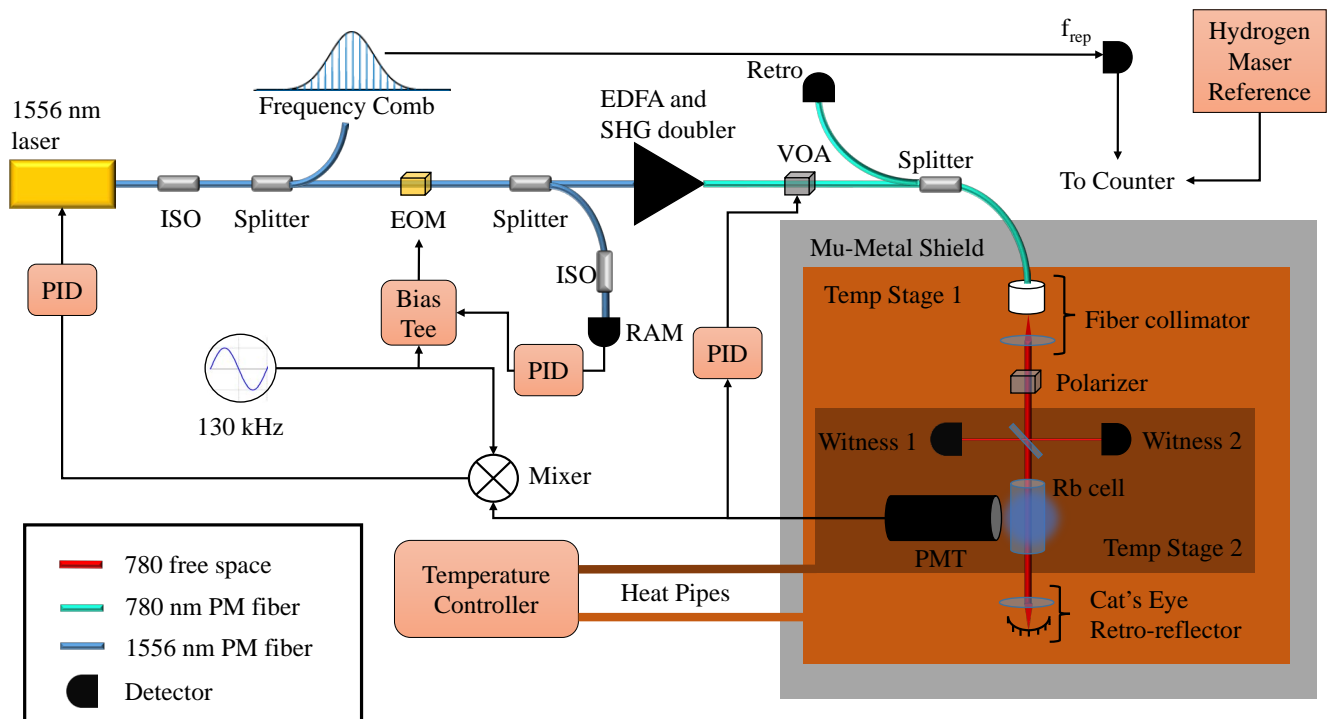 f_rep
Hydrogen
Maser
Reference
Retro
Frequency Comb
EDFA and
SHG doubler
1556 nm
laser
VOA
Splitter
To Counter
ISO
Splitter
EOM
Splitter
Mu-Metal Shield
PID
Bias
Tee
ISO
RAM
PID
PID
Temp Stage 1
Fiber collimator
Polarizer
130 kHz
Witness 1
Witness 2
Mixer
Rb cell
PMT
Temp Stage 2
Temperature
Controller
Heat Pipes
Cat's Eye
Retro-reflector
780 free space
780 nm PM fiber
1556 nm PM fiber
Detector